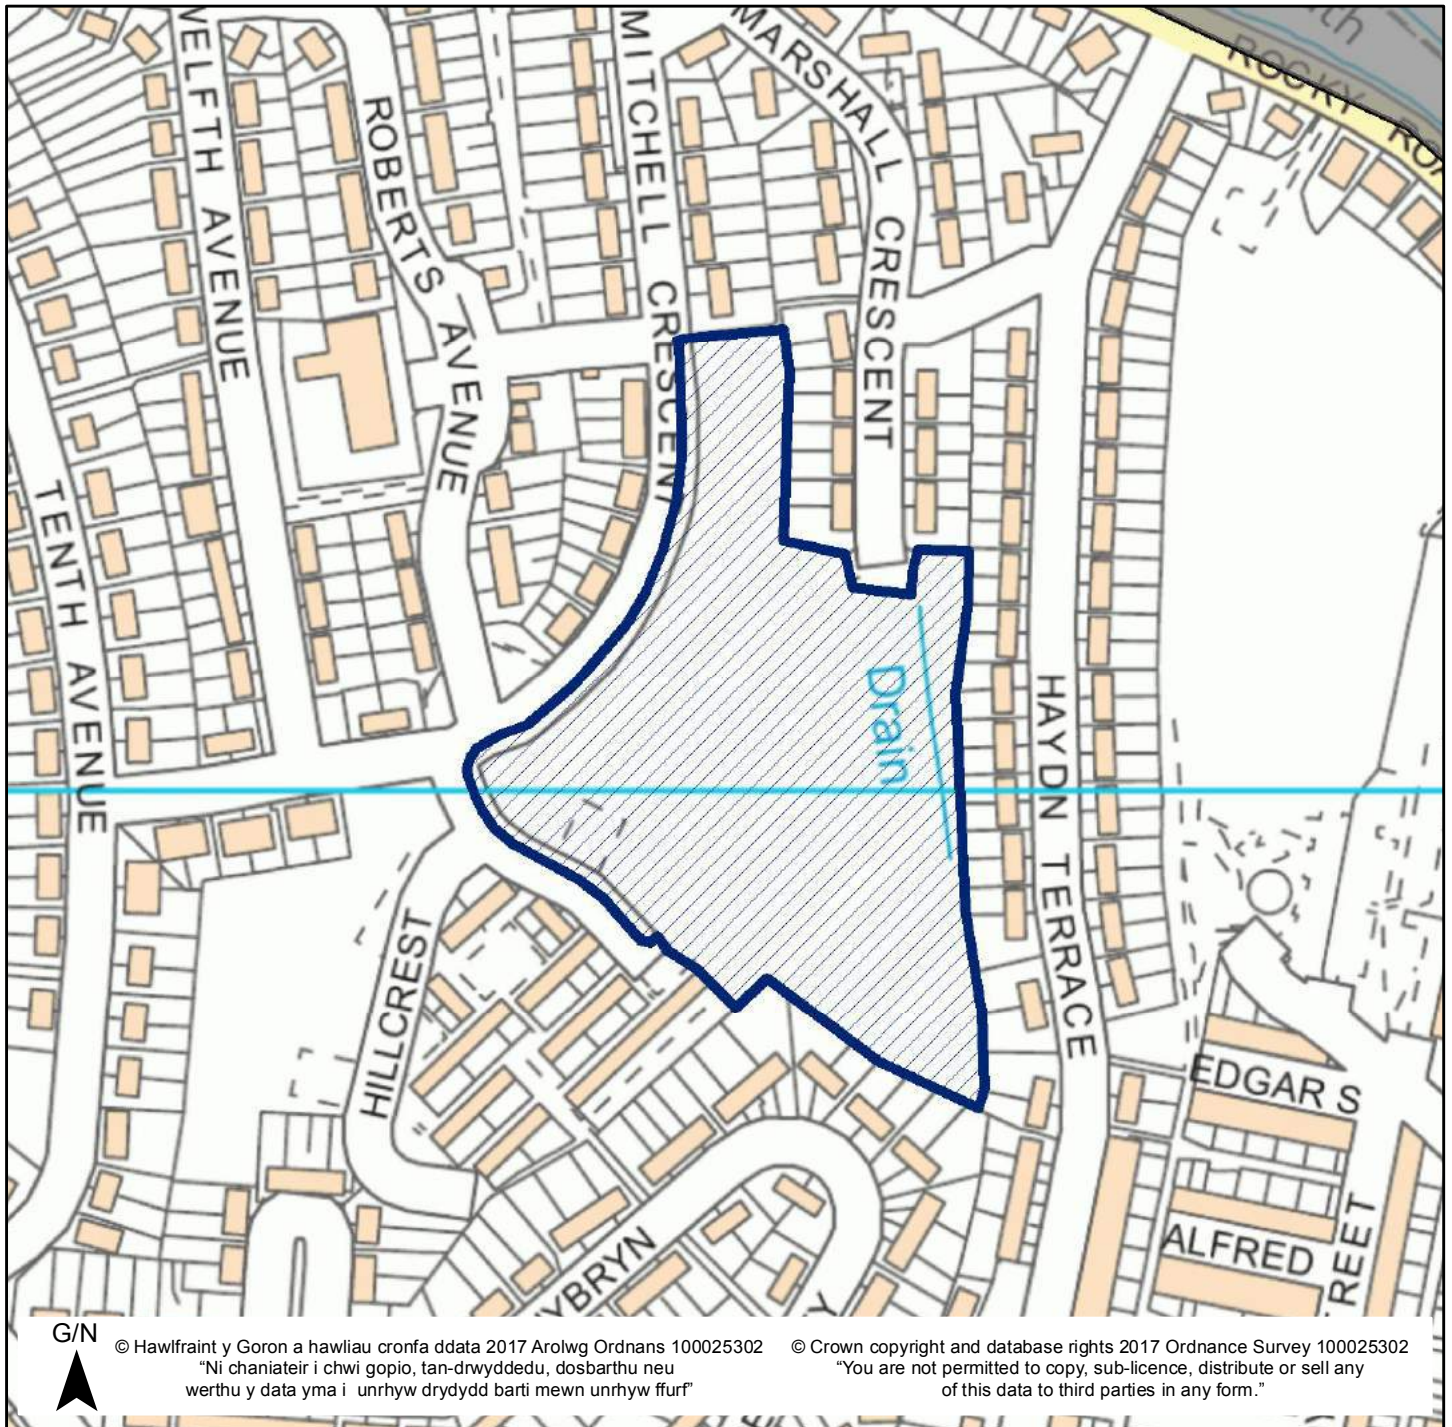 MARSHALL CRESCENT
ROCKY ROA
MITCHELL CRESCENT
ROBERTS AVENUE
AVENUE
TENTH AVENUE
Drain
HAYDN TERRACE
HILLCREST
EDGAR S
ALFRED
REET
YBRYN
G/N
© Hawlfraint y Goron a hawliau cronfa ddata 2017 Arolwg Ordnans 100025302
“Ni chaniateir i chwi gopio, tan-drwyddedu, dosbarthu neu
werthu y data yma i unrhyw drydydd barti mewn unrhyw ffurf”
© Crown copyright and database rights 2017 Ordnance Survey 100025302
“You are not permitted to copy, sub-licence, distribute or sell any
of this data to third parties in any form.”